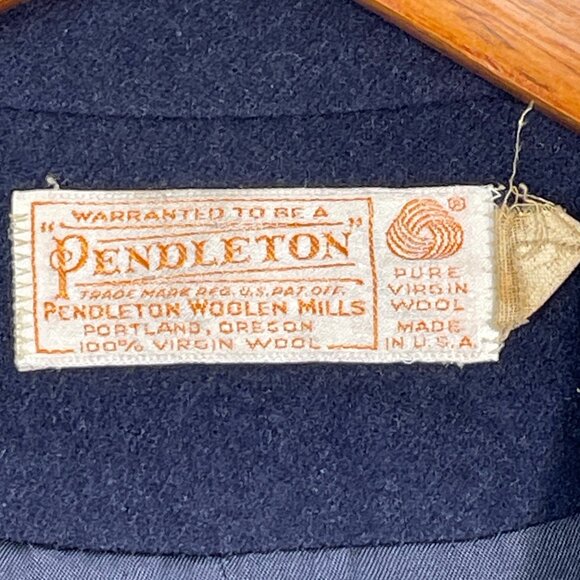 WARRANTED TO BE A
"PENDLETON"
TRADE MARK REG. U.S. PAT. OFF.
PENDLETON WOOLEN MILLS
PORTLAND, OREGON
100% VIRGIN WOOL
®
PURE
VIRGIN
WOOL
MADE
IN U.S.A.